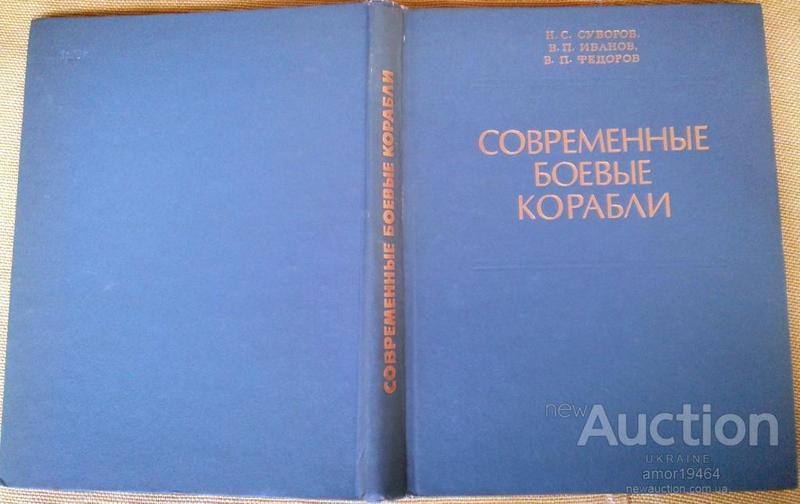 Н. С. СУВОРОВ,
В. П. ИВАНОВ,
В. П. ФЕДОРОВ
СОВРЕМЕННЫЕ
БОЕВЫЕ
КОРАБЛИ
СОВРЕМЕННЫЕ БОЕВЫЕ КОРАБЛИ
new Auction
UKRAINE
amor19464
newauction.com.ua